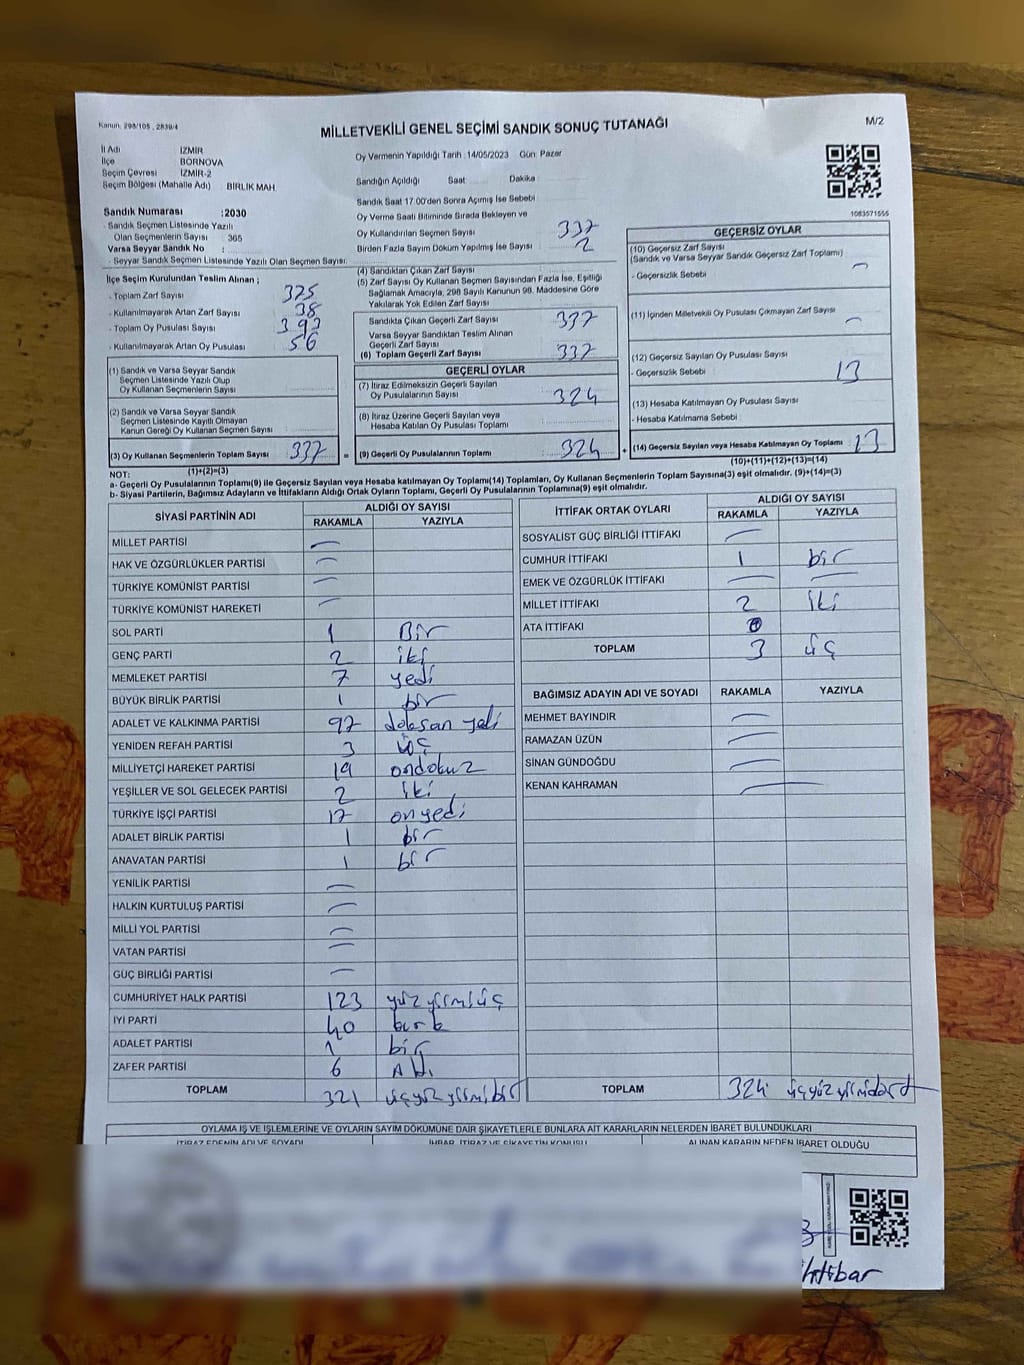 Kanun: 298/105 , 2839/4
MİLLETVEKİLİ GENEL SEÇİMİ SANDIK SONUÇ TUTANAĞI
M/2
İl Adı İZMİR
İlçe BORNOVA
Seçim Çevresi İZMİR-2
Seçim Bölgesi (Mahalle Adı) BİRLİK MAH.
Oy Vermenin Yapıldığı Tarih :14/05/2023 Gün: Pazar
Sandığın Açıldığı Saat Dakika
Sandık Saat 17.00'den Sonra Açımış İse Sebebi
Oy Verme Saati Bitiminde Sırada Bekleyen ve
Oy Kullandırılan Seçmen Sayısı 337
Birden Fazla Sayım Döküm Yapılmış İse Sayısı 2
1083571555
Sandık Numarası :2030
- Sandık Seçmen Listesinde Yazılı
Olan Seçmenlerin Sayısı : 365
Varsa Seyyar Sandık No :
- Seyyar Sandık Seçmen Listesinde Yazılı Olan Seçmen Sayısı:
İlçe Seçim Kurulundan Teslim Alınan ;
- Toplam Zarf Sayısı 375
- Kullanılmayarak Artan Zarf Sayısı 38
- Toplam Oy Pusulası Sayısı 393
- Kullanılmayarak Artan Oy Pusulası 56
(1) Sandık ve Varsa Seyyar Sandık
Seçmen Listesinde Yazılı Olup
Oy Kullanan Seçmenlerin Sayısı
(2) Sandık ve Varsa Seyyar Sandık
Seçmen Listesinde Kayıtlı Olmayan
Kanun Gereği Oy Kullanan Seçmen Sayısı
(3) Oy Kullanan Seçmenlerin Toplam Sayısı 337
(4) Sandıktan Çıkan Zarf Sayısı
(5) Zarf Sayısı Oy Kullanan Seçmen Sayısından Fazla İse, Eşitliği
Sağlamak Amacıyla, 298 Sayılı Kanunun 98. Maddesine Göre
Yakılarak Yok Edilen Zarf Sayısı
Sandıkta Çıkan Geçerli Zarf Sayısı 337
Varsa Seyyar Sandıktan Teslim Alınan
Geçerli Zarf Sayısı
(6) Toplam Geçerli Zarf Sayısı 337
GEÇERLİ OYLAR
(7) İtiraz Edilmeksizin Geçerli Sayılan
Oy Pusulalarının Sayısı 324
(8) İtiraz Üzerine Geçerli Sayılan veya
Hesaba Katılan Oy Pusulası Toplamı
= (9) Geçerli Oy Pusulalarının Toplamı 324 +
GEÇERSİZ OYLAR
(10) Geçersiz Zarf Sayısı
(Sandık ve Varsa Seyyar Sandık Geçersiz Zarf Toplamı)
- Geçersizlik Sebebi —
(11) İçinden Milletvekili Oy Pusulası Çıkmayan Zarf Sayısı
—
(12) Geçersiz Sayılan Oy Pusulası Sayısı
- Geçersizlik Sebebi 13
(13) Hesaba Katılmayan Oy Pusulası Sayısı
- Hesaba Katılmama Sebebi
(14) Geçersiz Sayılan veya Hesaba Katılmayan Oy Toplamı 13
NOT: (1)+(2)=(3) (10)+(11)+(12)+(13)=(14)
a- Geçerli Oy Pusulalarının Toplamı(9) ile Geçersiz Sayılan veya Hesaba katılmayan Oy Toplamı(14) Toplamları, Oy Kullanan Seçmenlerin Toplam Sayısına(3) eşit olmalıdır. (9)+(14)=(3)
b- Siyasi Partilerin, Bağımsız Adayların ve İttifakların Aldığı Ortak Oyların Toplamı, Geçerli Oy Pusulalarının Toplamına(9) eşit olmalıdır.
SİYASİ PARTİNİN ADI ALDIĞI OY SAYISI
RAKAMLA YAZIYLA
MİLLET PARTİSİ —
HAK VE ÖZGÜRLÜKLER PARTİSİ —
TÜRKİYE KOMÜNİST PARTİSİ —
TÜRKİYE KOMÜNİST HAREKETİ —
SOL PARTİ 1 Bir
GENÇ PARTİ 2 iki
MEMLEKET PARTİSİ 7 yedi
BÜYÜK BİRLİK PARTİSİ 1 bir
ADALET VE KALKINMA PARTİSİ 97 doksan yedi
YENİDEN REFAH PARTİSİ 3 üç
MİLLİYETÇİ HAREKET PARTİSİ 19 ondokuz
YEŞİLLER VE SOL GELECEK PARTİSİ 2 iki
TÜRKİYE İŞÇİ PARTİSİ 17 onyedi
ADALET BİRLİK PARTİSİ 1 bir
ANAVATAN PARTİSİ 1 bir
YENİLİK PARTİSİ —
HALKIN KURTULUŞ PARTİSİ —
MİLLİ YOL PARTİSİ —
VATAN PARTİSİ —
GÜÇ BİRLİĞİ PARTİSİ —
CUMHURİYET HALK PARTİSİ 123 yüz yirmi üç
İYİ PARTİ 40 kırk
ADALET PARTİSİ 1 bir
ZAFER PARTİSİ 6 Altı
TOPLAM 321 üçyüz yirmi bir
İTTİFAK ORTAK OYLARI ALDIĞI OY SAYISI
RAKAMLA YAZIYLA
SOSYALİST GÜÇ BİRLİĞİ İTTİFAKI —
CUMHUR İTTİFAKI 1 bir
EMEK VE ÖZGÜRLÜK İTTİFAKI — —
MİLLET İTTİFAKI 2 iki
ATA İTTİFAKI 0
TOPLAM 3 üç
BAĞIMSIZ ADAYIN ADI VE SOYADI RAKAMLA YAZIYLA
MEHMET BAYINDIR —
RAMAZAN ÜZÜN —
SİNAN GÜNDOĞDU —
KENAN KAHRAMAN —
TOPLAM 324 üçyüz yirmidört
OYLAMA İŞ VE İŞLEMLERİNE VE OYLARIN SAYIM DÖKÜMÜNE DAİR ŞİKAYETLERLE BUNLARA AİT KARARLARIN NELERDEN İBARET BULUNDUKLARI
İTİRAZ EDENİN ADI VE SOYADI İHBAR, İTİRAZ VE ŞİKAYETİN KONUSU ALINAN KARARIN NEDEN İBARET OLDUĞU